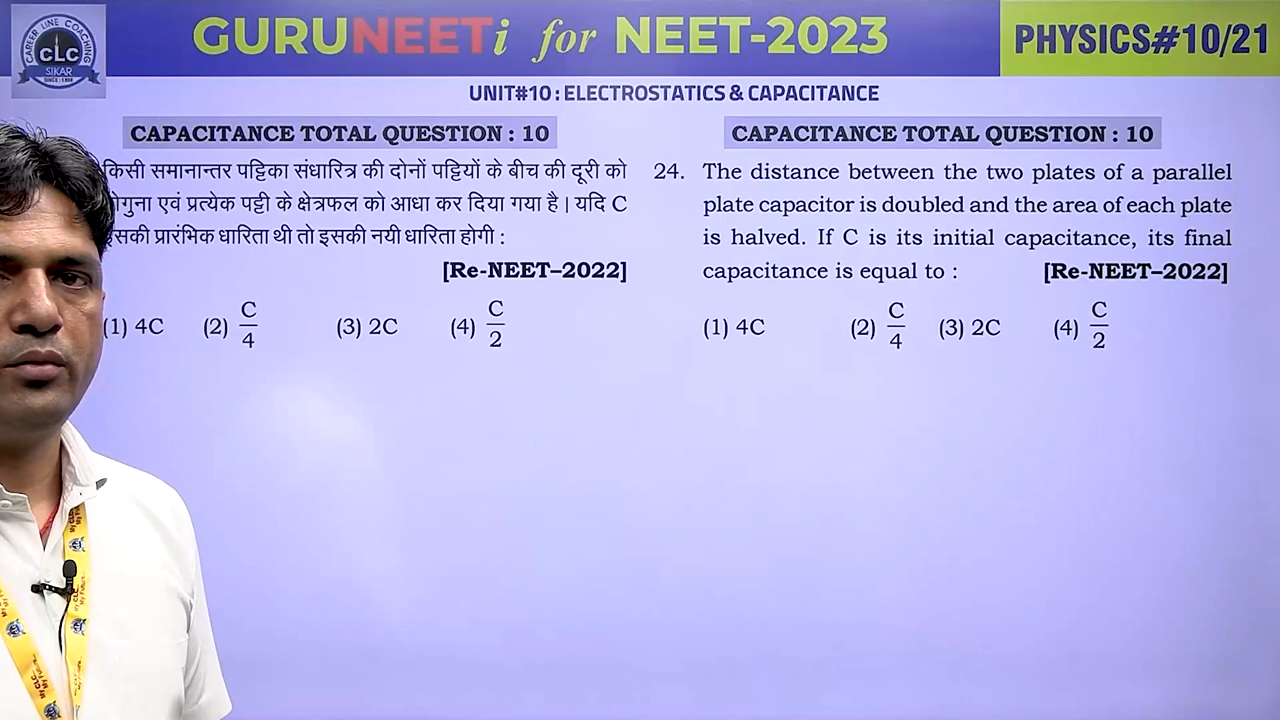 CAREER LINE COACHING
CLC
SIKAR
SINCE : 1996
GURUNEETi for NEET-2023
PHYSICS#10/21
UNIT#10 : ELECTROSTATICS & CAPACITANCE
CAPACITANCE TOTAL QUESTION : 10
किसी समानान्तर पट्टिका संधारित्र की दोनों पट्टियों के बीच की दूरी को
एवं प्रत्येक पट्टी के क्षेत्रफल को आधा कर दिया गया है। यदि C
इसकी प्रारंभिक धारिता थी तो इसकी नयी धारिता होगी :
[Re-NEET–2022]
(1) 4C (2) C/4 (3) 2C (4) C/2
CAPACITANCE TOTAL QUESTION : 10
24. The distance between the two plates of a parallel
plate capacitor is doubled and the area of each plate
is halved. If C is its initial capacitance, its final
capacitance is equal to : [Re-NEET–2022]
(1) 4C (2) C/4 (3) 2C (4) C/2